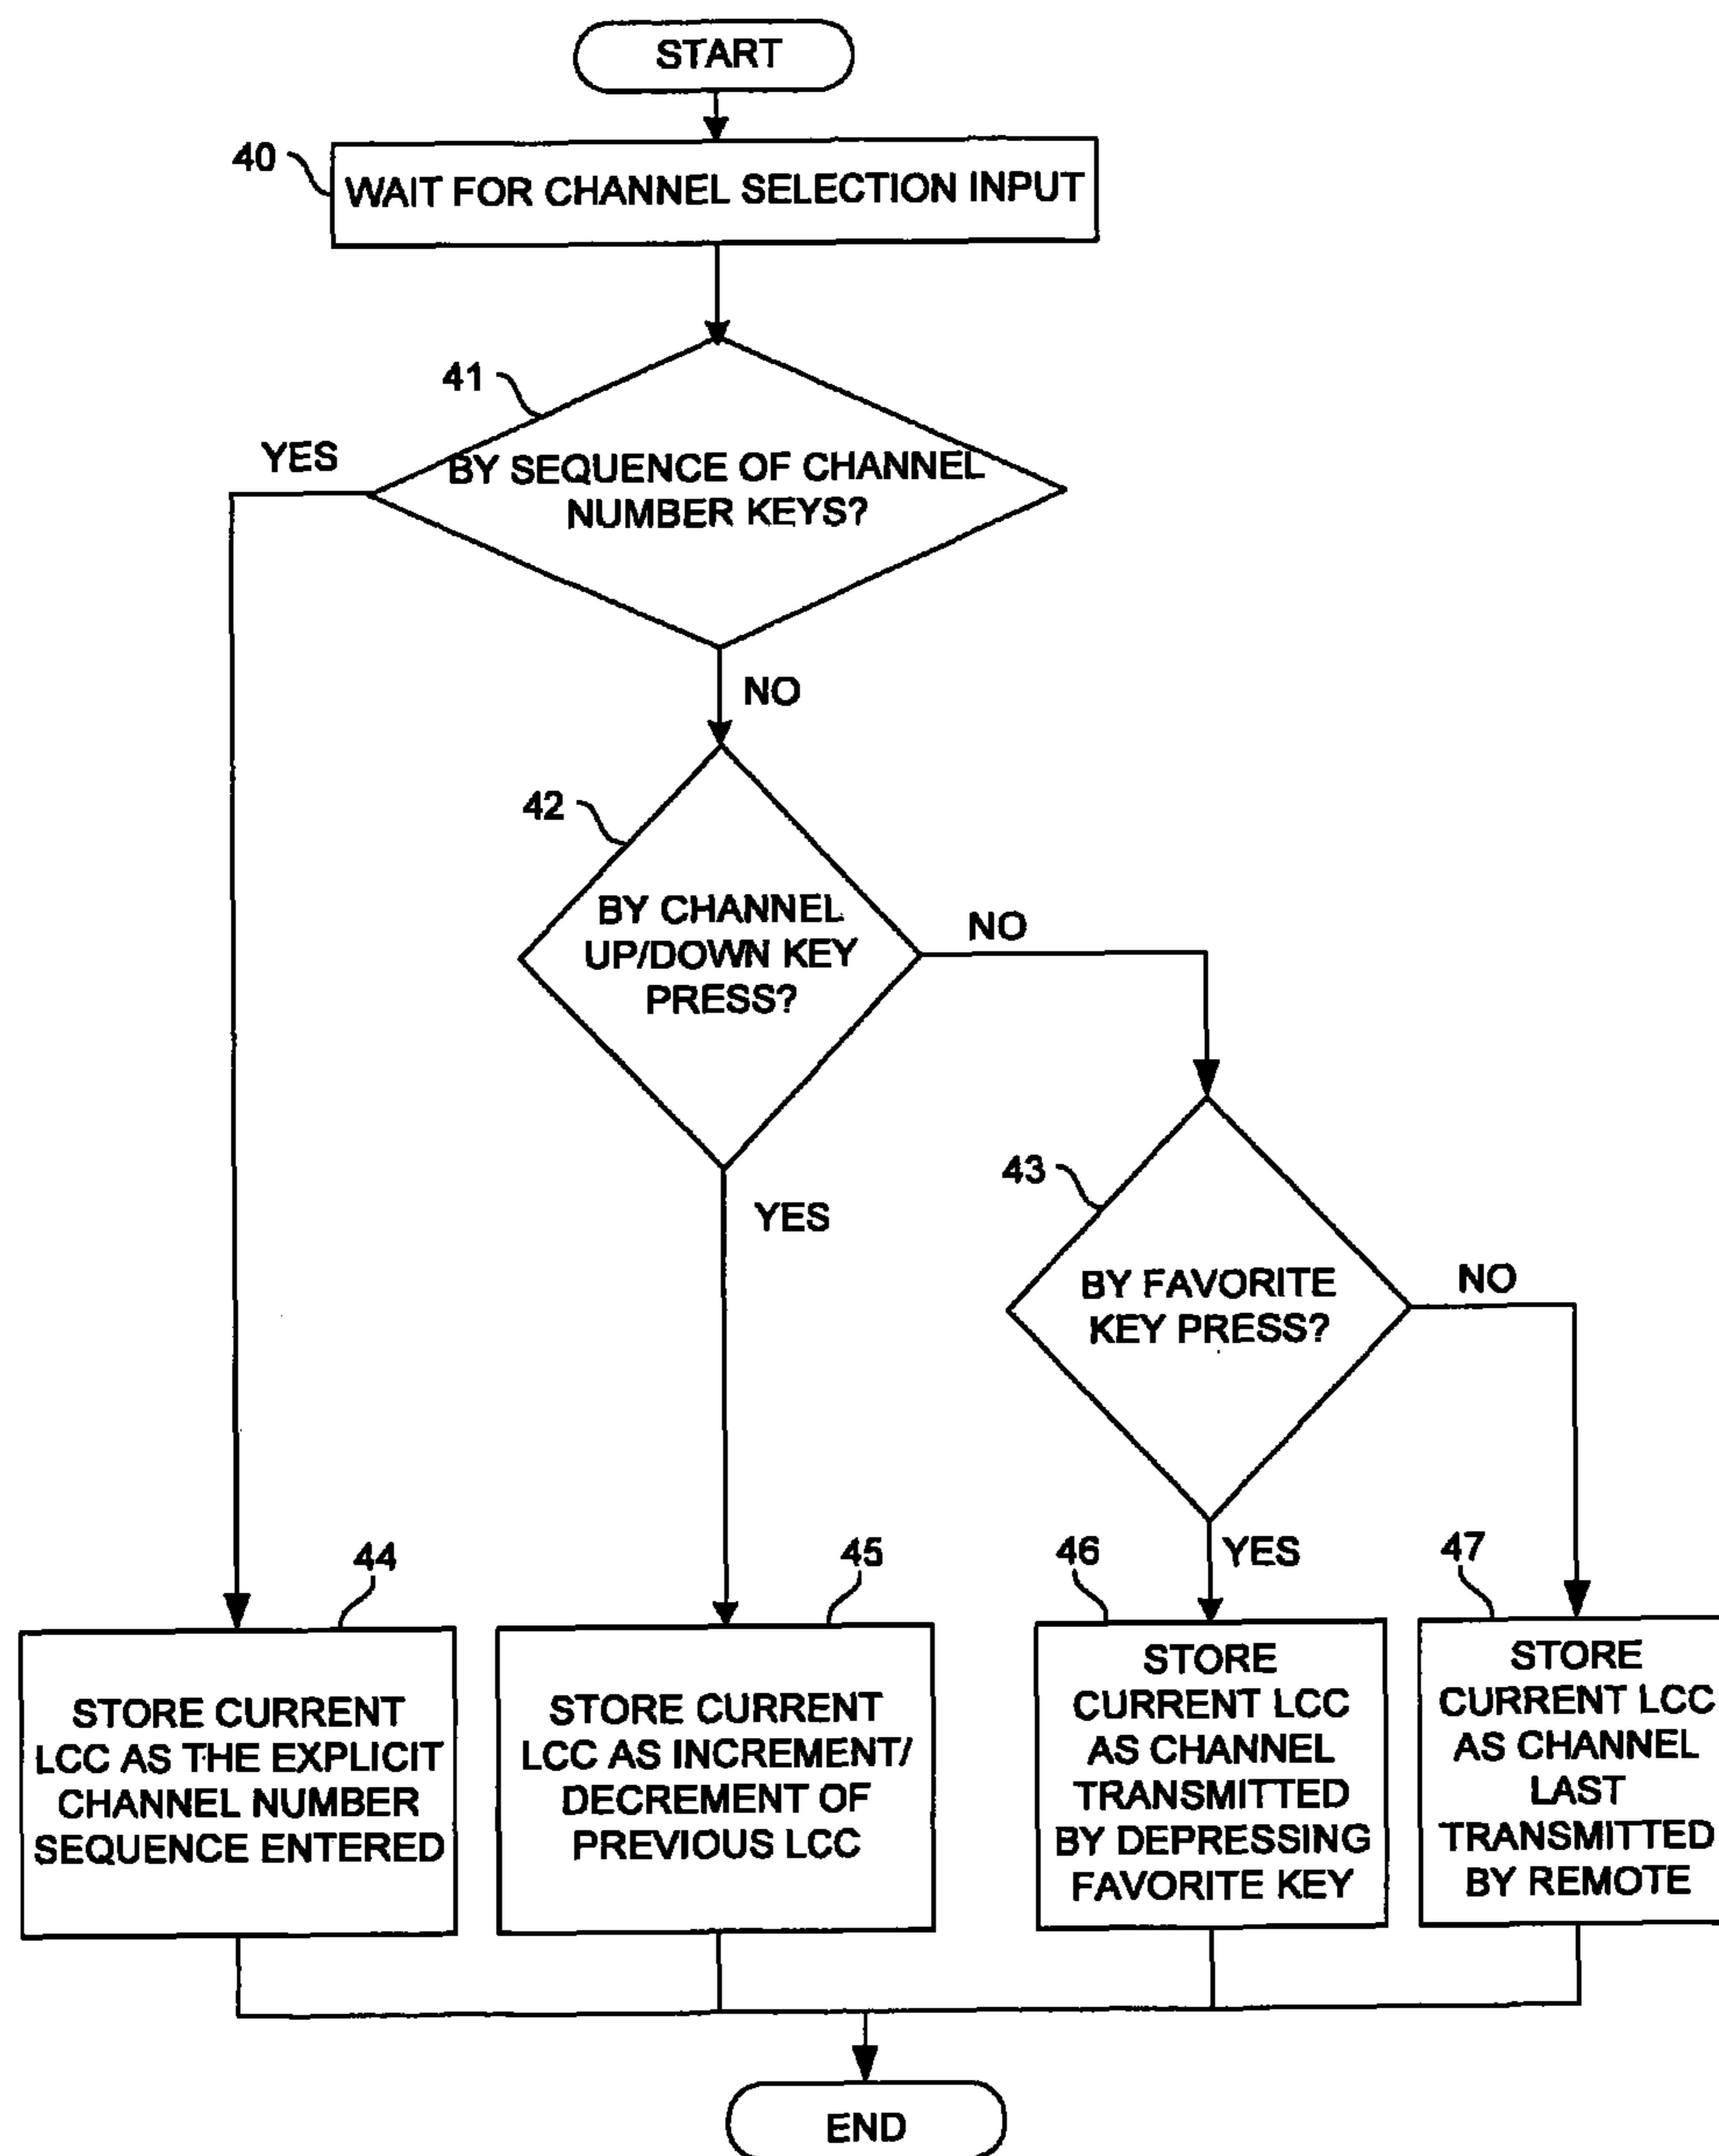 START
40
WAIT FOR CHANNEL SELECTION INPUT
41
YES
BY SEQUENCE OF CHANNEL
NUMBER KEYS?
NO
42
BY CHANNEL
UP/DOWN KEY
PRESS?
NO
43
YES
BY FAVORITE
KEY PRESS?
NO
44
45
46
YES
47
STORE CURRENT
LCC AS THE EXPLICIT
CHANNEL NUMBER
SEQUENCE ENTERED
STORE CURRENT
LCC AS INCREMENT/
DECREMENT OF
PREVIOUS LCC
STORE
CURRENT LCC
AS CHANNEL
TRANSMITTED
BY DEPRESSING
FAVORITE KEY
STORE
CURRENT LCC
AS CHANNEL
LAST
TRANSMITTED
BY REMOTE
END